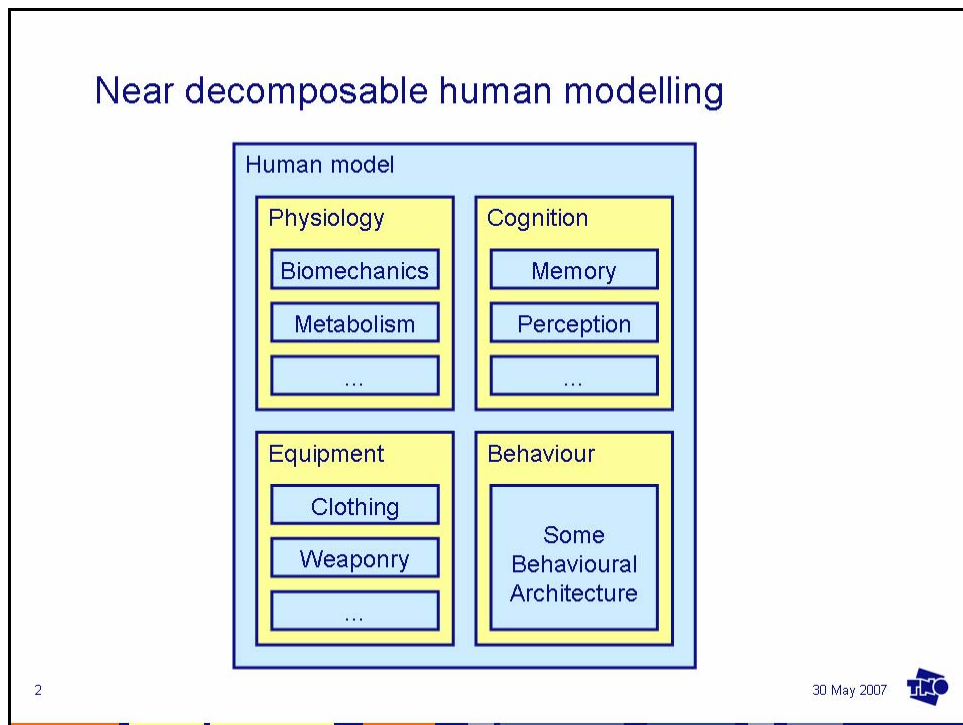 Near decomposable human modelling
Human model
Physiology
Biomechanics
Metabolism
...
Cognition
Memory
Perception
...
Equipment
Clothing
Weaponry
...
Behaviour
Some
Behavioural
Architecture
2
30 May 2007
TNO